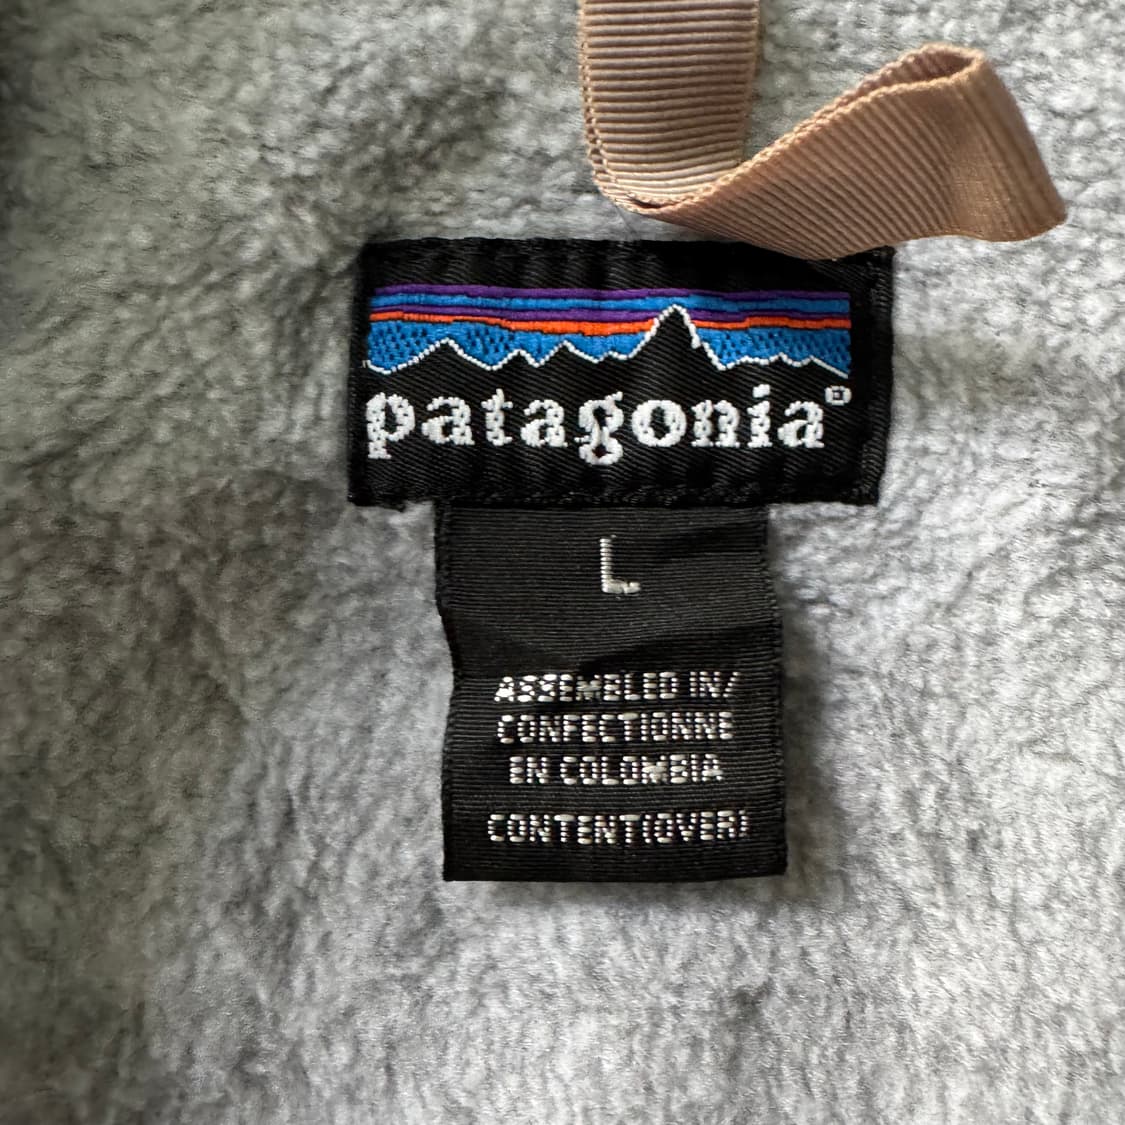 patagonia®
L
ASSEMBLED IN/
CONFECTIONNE
EN COLOMBIA
CONTENT(OVER)